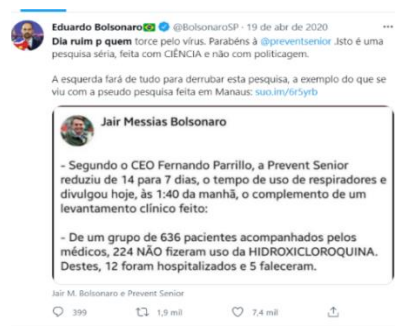 Eduardo Bolsonaro @BolsonaroSP · 19 de abr de 2020
Dia ruim p quem torce pelo vírus. Parabéns à @preventsenior .Isto é uma
pesquisa séria, feita com CIÊNCIA e não com politicagem.
A esquerda fará de tudo para derrubar esta pesquisa, a exemplo do que se
viu com a pseudo pesquisa feita em Manaus: suo.im/6r5yrb
Jair Messias Bolsonaro
- Segundo o CEO Fernando Parrillo, a Prevent Senior
reduziu de 14 para 7 dias, o tempo de uso de respiradores e
divulgou hoje, às 1:40 da manhã, o complemento de um
levantamento clínico feito:
- De um grupo de 636 pacientes acompanhados pelos
médicos, 224 NÃO fizeram uso da HIDROXICLOROQUINA.
Destes, 12 foram hospitalizados e 5 faleceram.
Jair M. Bolsonaro e Prevent Senior
399 1,9 mil 7,4 mil